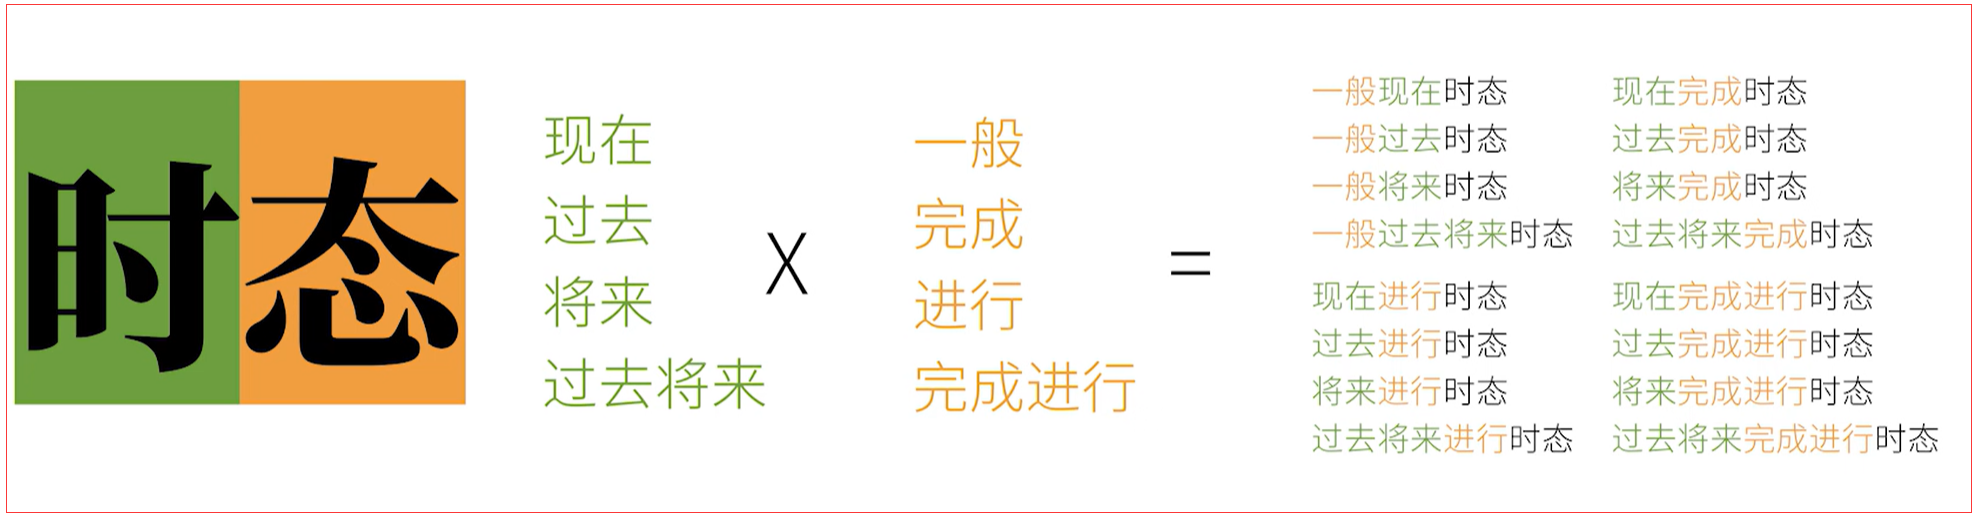 时态
现在
过去
将来
过去将来
X
一般
完成
进行
完成进行
=
一般现在时态
一般过去时态
一般将来时态
一般过去将来时态
现在完成时态
过去完成时态
将来完成时态
过去将来完成时态
现在进行时态
过去进行时态
将来进行时态
过去将来进行时态
现在完成进行时态
过去完成进行时态
将来完成进行时态
过去将来完成进行时态